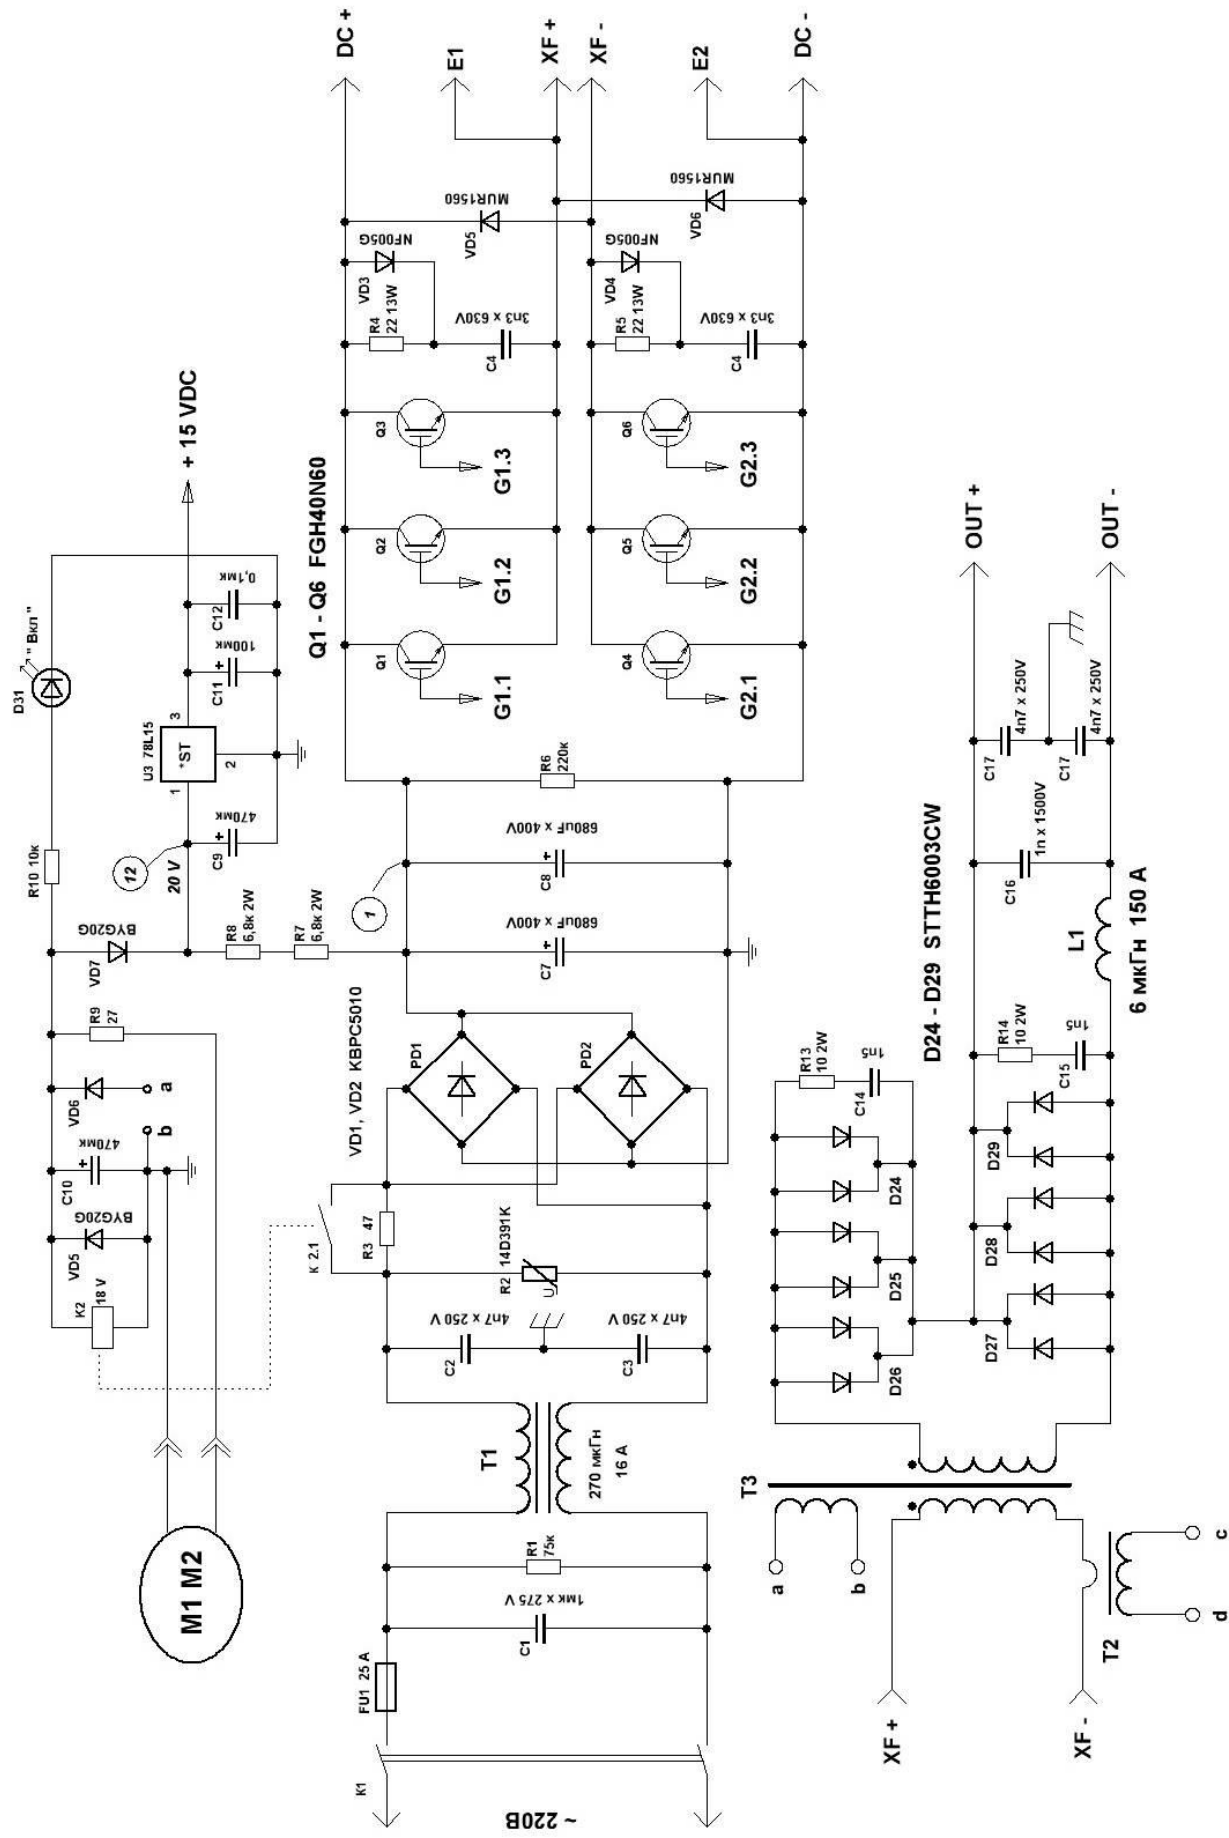 DC +
E1
XF +
XF -
E2
DC -
D31
" Вкл "
+ 15 VDC
R10 10к
12
20 V
U3 78L15
*ST
1
2
3
C9
470мк
C11
100мк
C12
0,1мк
Q1 - Q6 FGH40N60
Q1
Q2
Q3
G1.1
G1.2
G1.3
Q4
Q5
Q6
G2.1
G2.2
G2.3
VD3
NF005G
R4
22 13W
C4
3n3 x 630V
VD5
MUR1560
VD4
NF005G
R5
22 13W
C4
3n3 x 630V
VD6
MUR1560
VD7
BYG20G
R9
27
VD6
a
b
C10
470мк
VD5
BYG20G
K2
18 V
M1 M2
R8
6,8к 2W
R7
6,8к 2W
1
C7
680uF x 400V
C8
680uF x 400V
R6
220к
VD1, VD2 KBPC5010
PD1
PD2
K 2.1
R3 47
R2 14D391K
U
C2
4n7 x 250 V
C3
4n7 x 250 V
T1
270 мкГн
16 A
R1
75к
C1
1мк x 275 V
FU1 25 A
K1
~ 220В
D24 - D29 STTH6003CW
R13
10 2W
C14
1n5
D24
D25
D26
D27
D28
D29
R14
10 2W
C15
1n5
L1
6 мкГн 150 A
C16
1n x 1500V
C17
4n7 x 250V
C17
4n7 x 250V
OUT +
OUT -
T3
a
b
T2
c
d
XF +
XF -